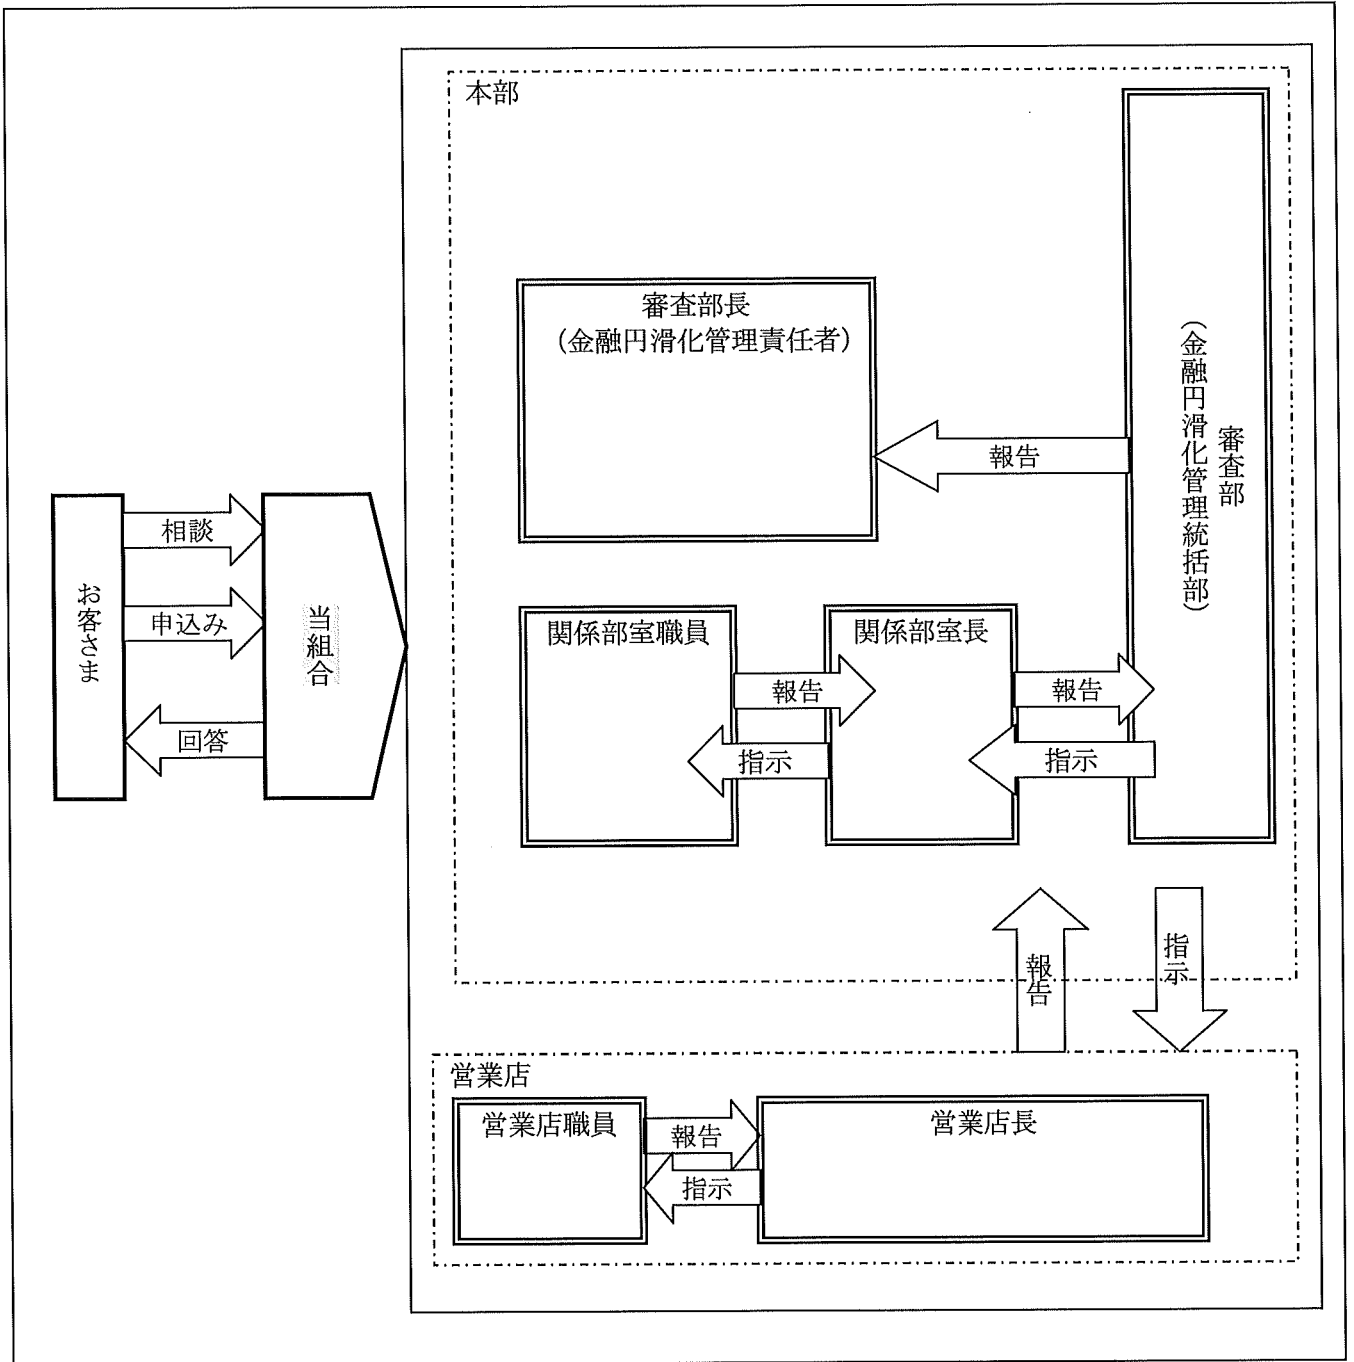 本部
審査部長
（金融円滑化管理責任者）
審査部
（金融円滑化管理統括部）
報告
お客さま
相談
申込み
回答
当組合
関係部室職員
報告
指示
関係部室長
報告
指示
報告
指示
営業店
営業店職員
報告
指示
営業店長